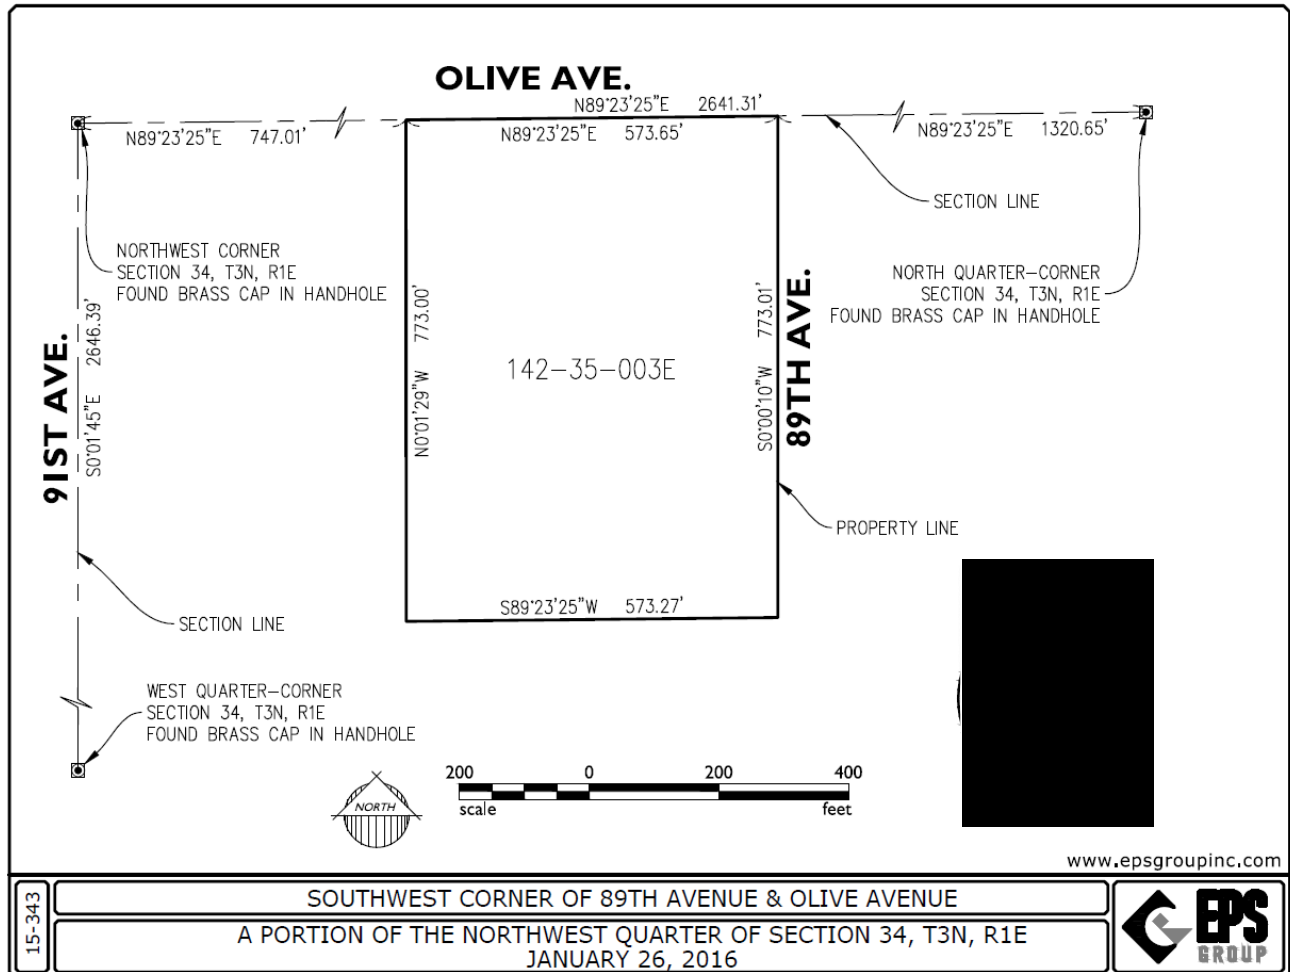 OLIVE AVE.
N89°23'25"E 2641.31'
N89°23'25"E 747.01'
N89°23'25"E 573.65'
N89°23'25"E 1320.65'
SECTION LINE
NORTHWEST CORNER
SECTION 34, T3N, R1E
FOUND BRASS CAP IN HANDHOLE
NORTH QUARTER-CORNER
SECTION 34, T3N, R1E
FOUND BRASS CAP IN HANDHOLE
91ST AVE.
S0°01'45"E 2646.39'
N0°01'29"W 773.00'
142-35-003E
S0°00'10"W 773.01'
89TH AVE.
PROPERTY LINE
S89°23'25"W 573.27'
SECTION LINE
WEST QUARTER-CORNER
SECTION 34, T3N, R1E
FOUND BRASS CAP IN HANDHOLE
NORTH
200 0 200 400
scale feet
www.epsgroupinc.com
15-343
SOUTHWEST CORNER OF 89TH AVENUE & OLIVE AVENUE
A PORTION OF THE NORTHWEST QUARTER OF SECTION 34, T3N, R1E
JANUARY 26, 2016
EPS
GROUP